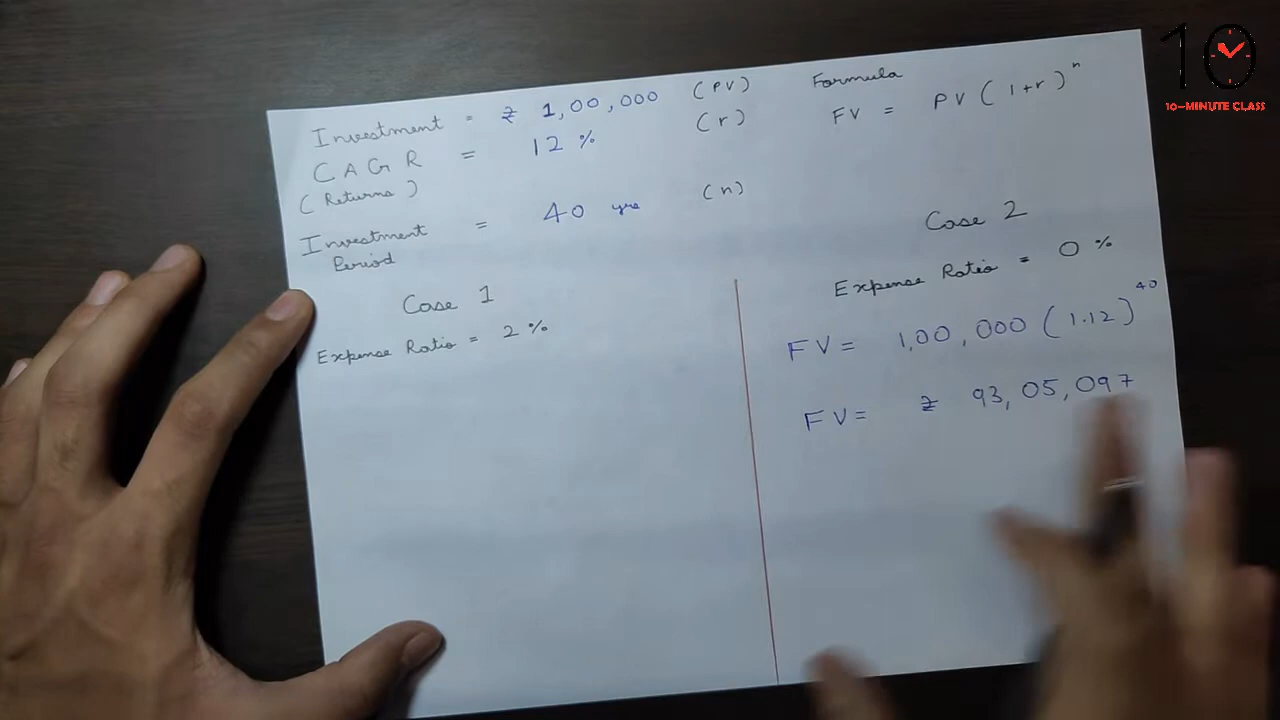 Investment = ₹ 1,00,000 (PV)
CAGR = 12% (r)
(Returns)
Investment = 40 yrs (n)
Period
Formula
FV = PV(1+r)^n
Case 1
Expense Ratio = 2%
Case 2
Expense Ratio = 0%
FV = 1,00,000 (1.12)^40
FV = ₹ 93,05,097
10
10-MINUTE CLASS